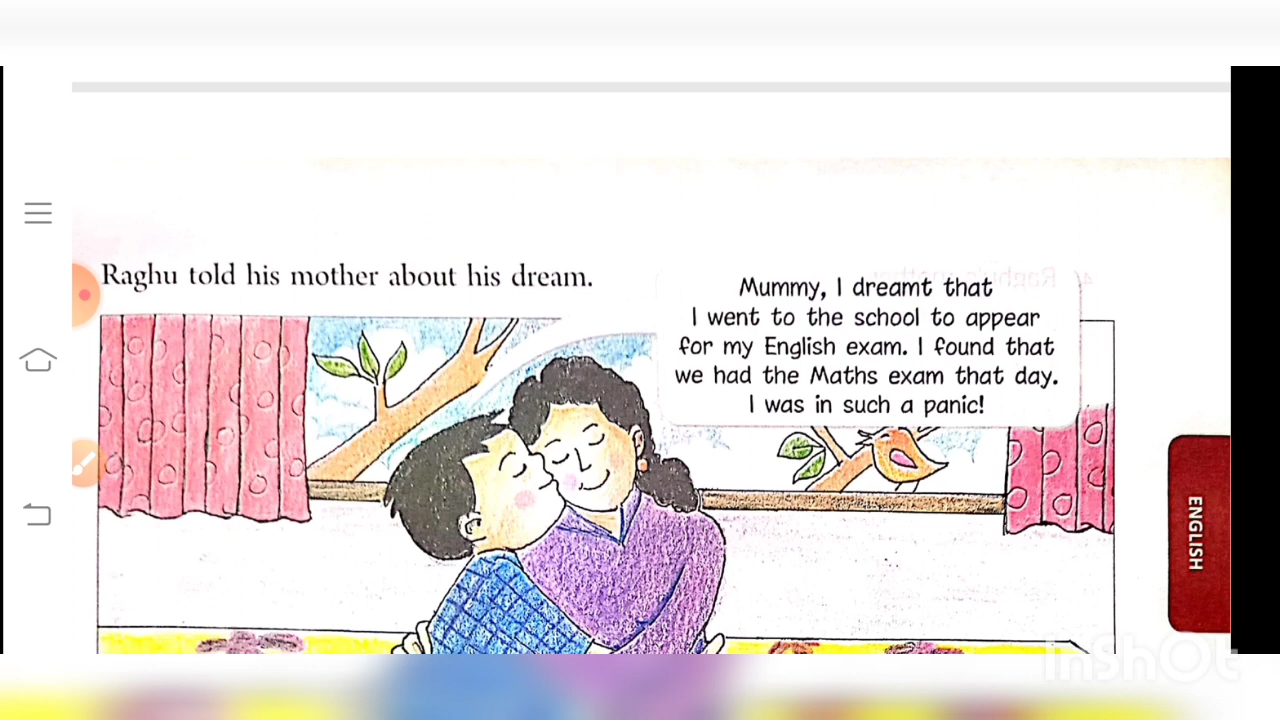 Raghu told his mother about his dream.
Mummy, I dreamt that
I went to the school to appear
for my English exam. I found that
we had the Maths exam that day.
I was in such a panic!
ENGLISH
InShOt